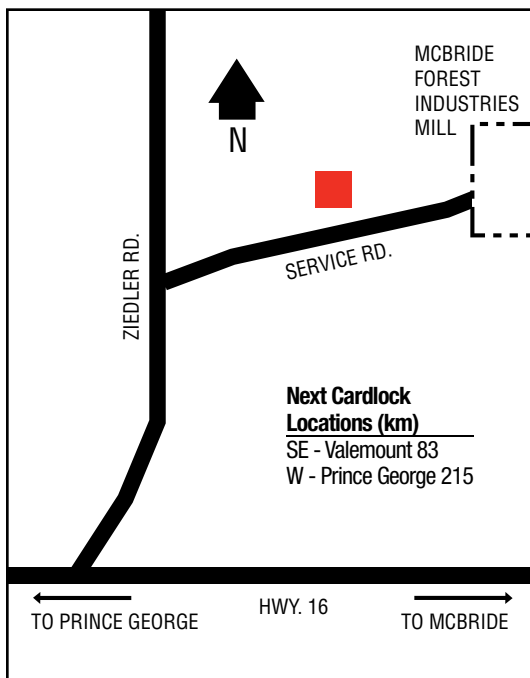 MCBRIDE
FOREST
INDUSTRIES
MILL
N
ZIEDLER RD.
SERVICE RD.
Next Cardlock
Locations (km)
SE - Valemount 83
W - Prince George 215
HWY. 16
TO PRINCE GEORGE
TO MCBRIDE